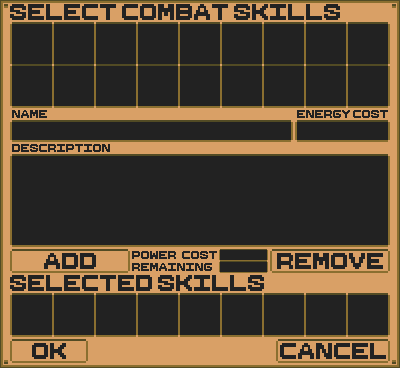 SELECT COMBAT SKILLS
NAME ENERGY COST
DESCRIPTION
ADD POWER COST REMOVE
REMAINING
SELECTED SKILLS
OK CANCEL